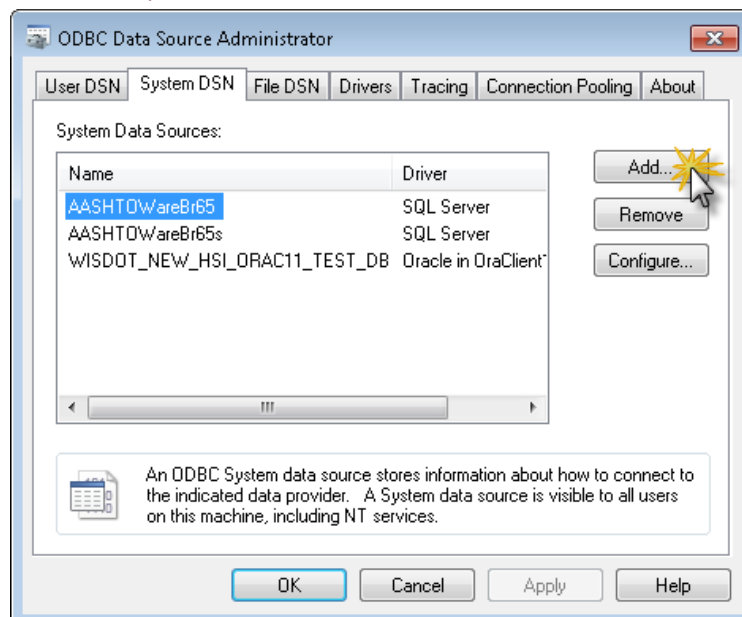 ODBC Data Source Administrator
User DSN System DSN File DSN Drivers Tracing Connection Pooling About
System Data Sources:
Name Driver
Add...
AASHTOWareBr65 SQL Server
Remove
AASHTOWareBr65s SQL Server
WISDOT_NEW_HSI_ORAC11_TEST_DB Oracle in OraClient
Configure...
An ODBC System data source stores information about how to connect to
the indicated data provider. A System data source is visible to all users
on this machine, including NT services.
OK Cancel Apply Help